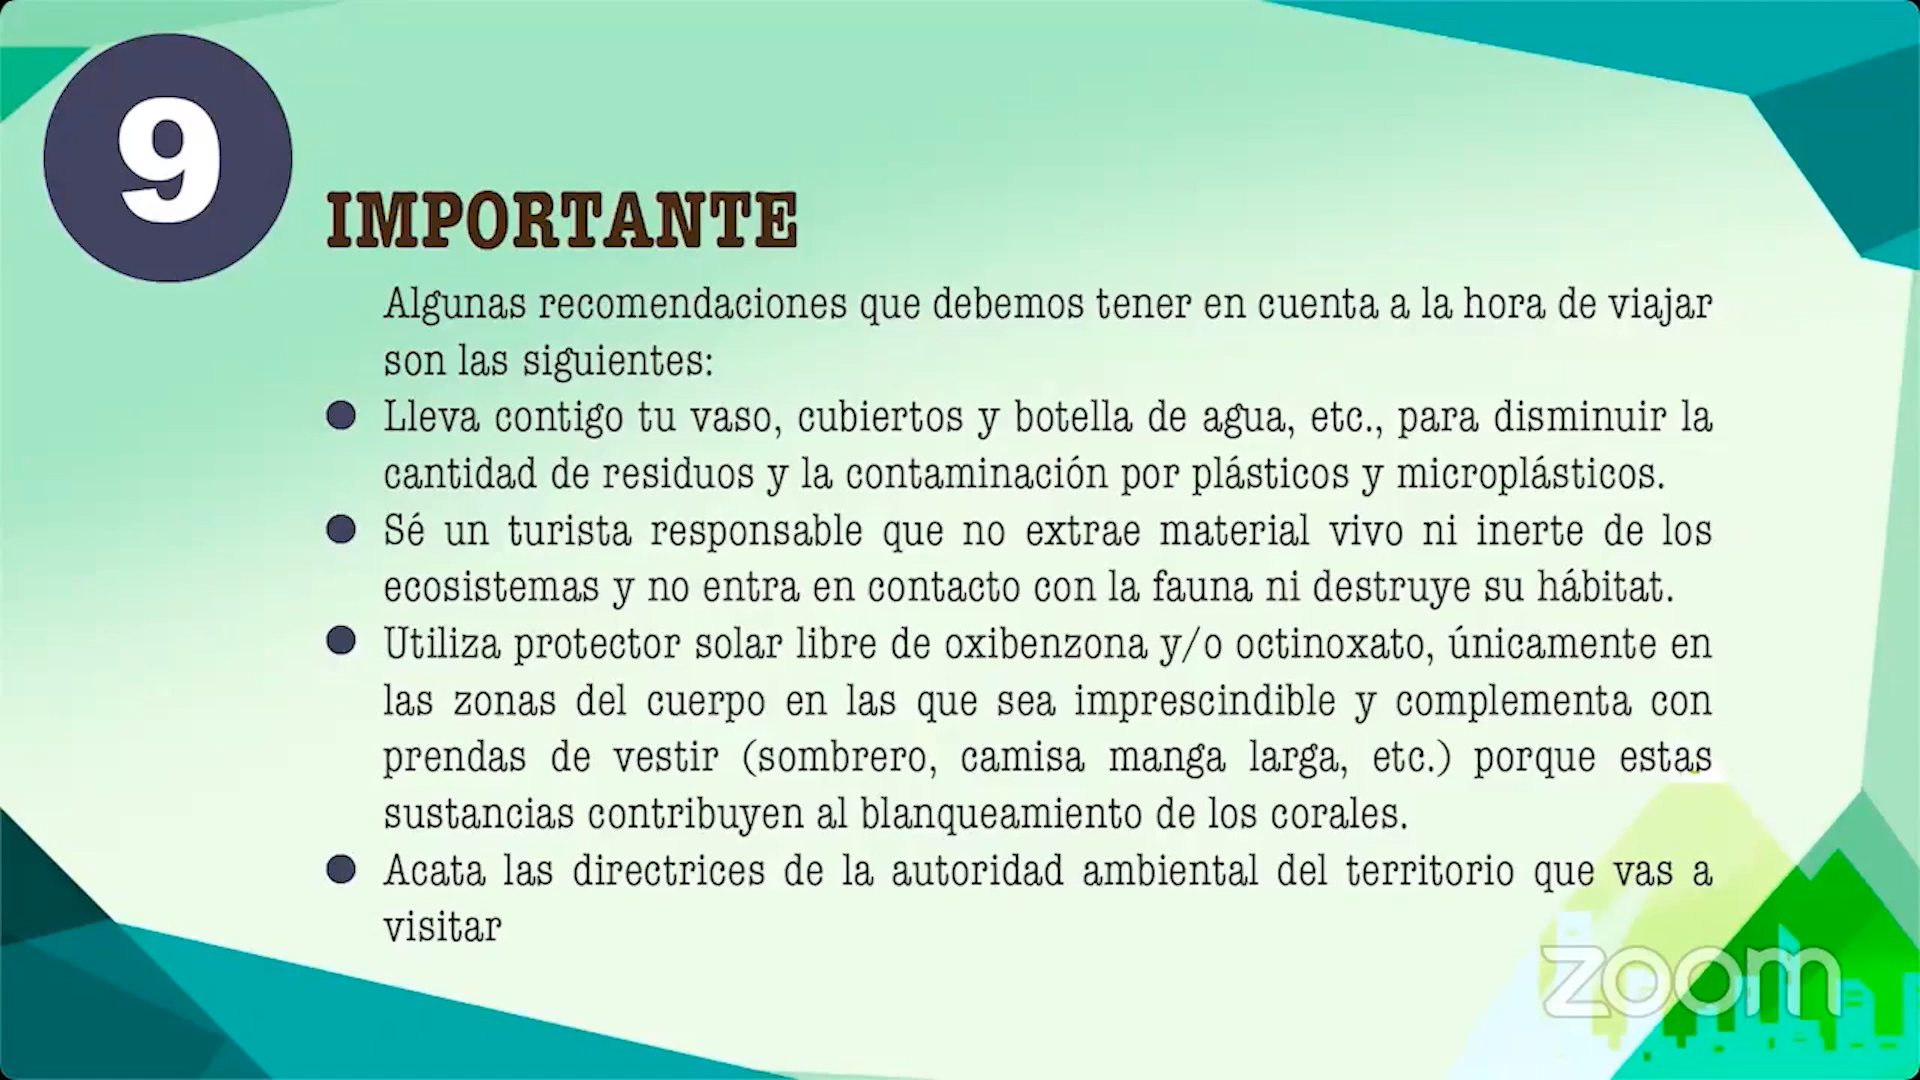 9
IMPORTANTE
Algunas recomendaciones que debemos tener en cuenta a la hora de viajar
son las siguientes:
● Lleva contigo tu vaso, cubiertos y botella de agua, etc., para disminuir la
cantidad de residuos y la contaminación por plásticos y microplásticos.
● Sé un turista responsable que no extrae material vivo ni inerte de los
ecosistemas y no entra en contacto con la fauna ni destruye su hábitat.
● Utiliza protector solar libre de oxibenzona y/o octinoxato, únicamente en
las zonas del cuerpo en las que sea imprescindible y complementa con
prendas de vestir (sombrero, camisa manga larga, etc.) porque estas
sustancias contribuyen al blanqueamiento de los corales.
● Acata las directrices de la autoridad ambiental del territorio que vas a
visitar
zoom